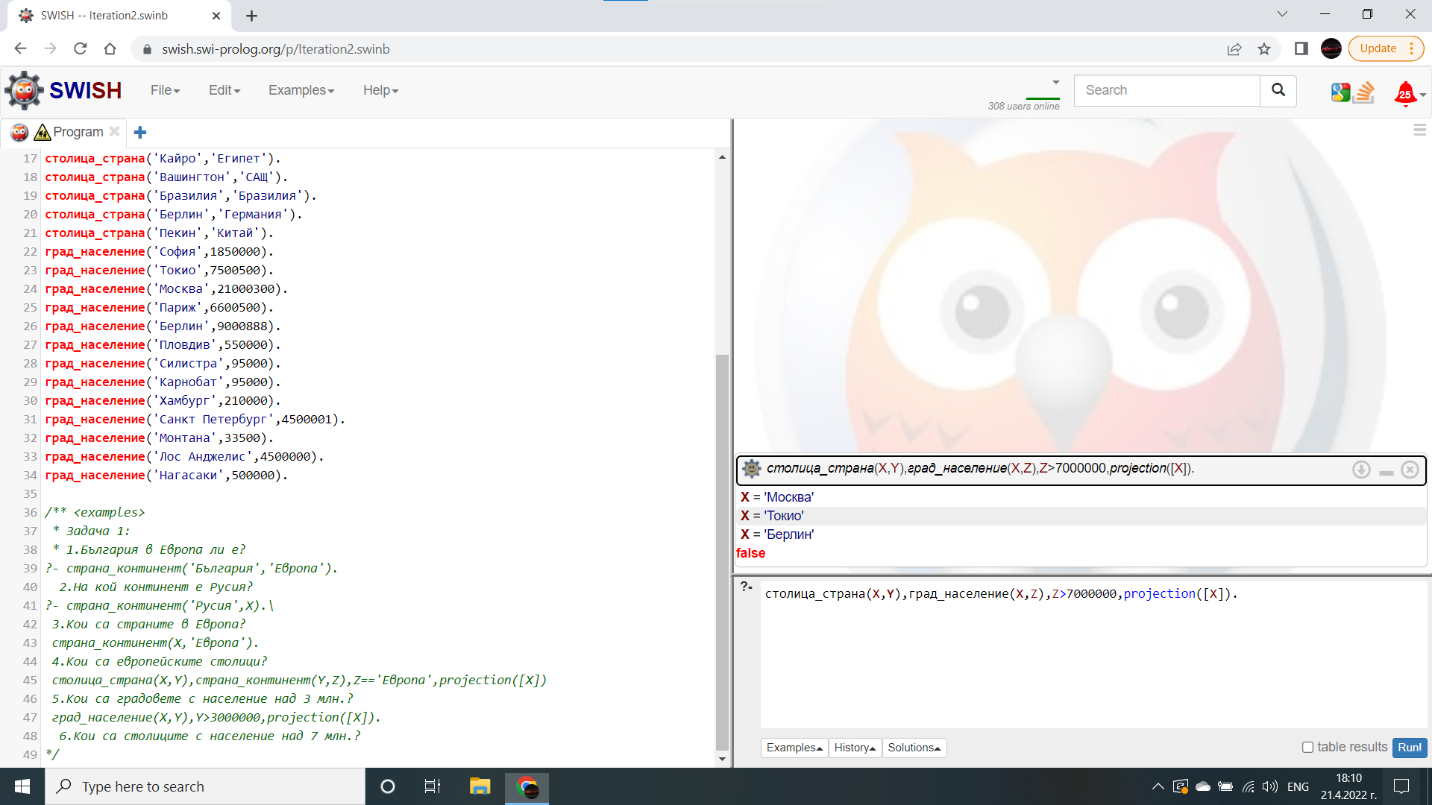 SWISH -- Iteration2.swinb
swish.swi-prolog.org/p/Iteration2.swinb
Update
SWISH
File
Edit
Examples
Help
308 users online
Search
25
Program
17 столица_страна('Кайро','Египет').
18 столица_страна('Вашингтон','САЩ').
19 столица_страна('Бразилия','Бразилия').
20 столица_страна('Берлин','Германия').
21 столица_страна('Пекин','Китай').
22 град_население('София',1850000).
23 град_население('Токио',7500500).
24 град_население('Москва',21000300).
25 град_население('Париж',6600500).
26 град_население('Берлин',9000888).
27 град_население('Пловдив',550000).
28 град_население('Силистра',95000).
29 град_население('Карнобат',95000).
30 град_население('Хамбург',210000).
31 град_население('Санкт Петербург',4500001).
32 град_население('Монтана',33500).
33 град_население('Лос Анджелис',4500000).
34 град_население('Нагасаки',500000).
35
36 /** <examples>
37 * Задача 1:
38 * 1.България в Европа ли е?
39 ?- страна_континент('България','Европа').
40 2.На кой континент е Русия?
41 ?- страна_континент('Русия',X).\
42 3.Кои са страните в Европа?
43 страна_континент(X,'Европа').
44 4.Кои са европейските столици?
45 столица_страна(X,Y),страна_континент(Y,Z),Z=='Европа',projection([X])
46 5.Кои са градовете с население над 3 млн.?
47 град_население(X,Y),Y>3000000,projection([X]).
48 6.Кои са столиците с население над 7 млн.?
49 */
столица_страна(X,Y),град_население(X,Z),Z>7000000,projection([X]).
X = 'Москва'
X = 'Токио'
X = 'Берлин'
false
?- столица_страна(X,Y),град_население(X,Z),Z>7000000,projection([X]).
Examples
History
Solutions
table results
Run!
Type here to search
ENG
18:10
21.4.2022 г.